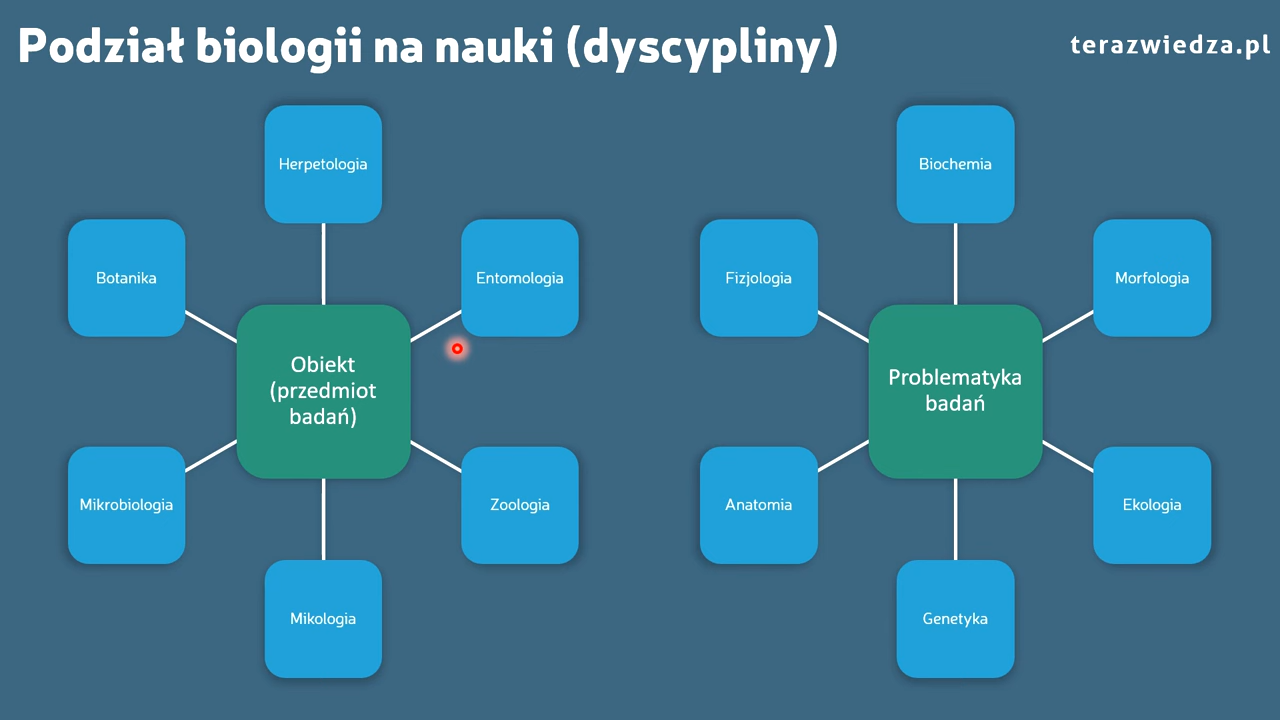 Podział biologii na nauki (dyscypliny)
terazwiedza.pl
Herpetologia
Botanika
Entomologia
Obiekt
(przedmiot
badań)
Mikrobiologia
Zoologia
Mikologia
Biochemia
Fizjologia
Morfologia
Problematyka
badań
Anatomia
Ekologia
Genetyka